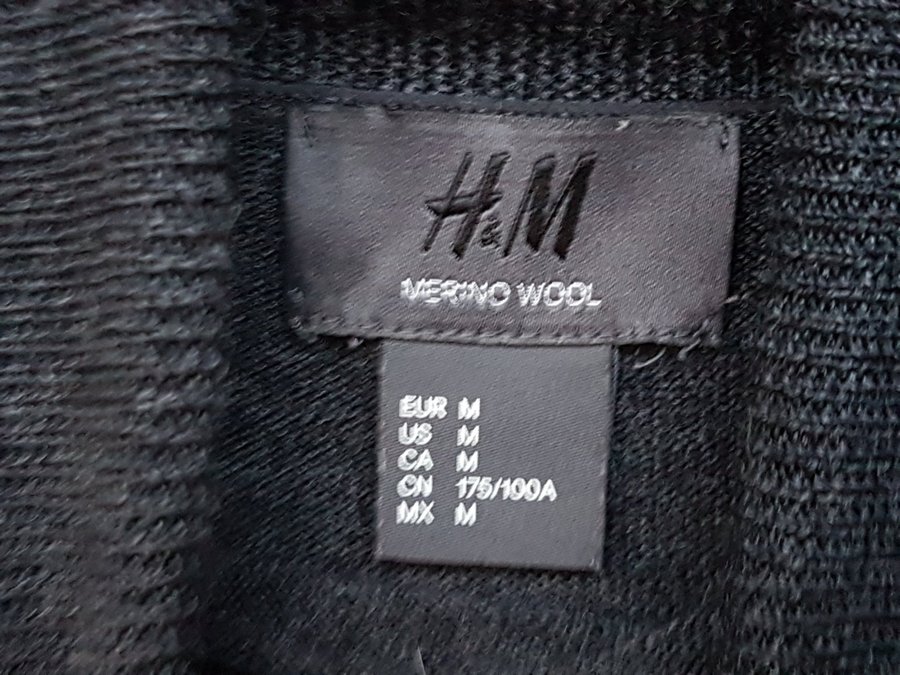 H&M
MERINO WOOL
EUR M
US M
CA M
CN 175/100A
MX M